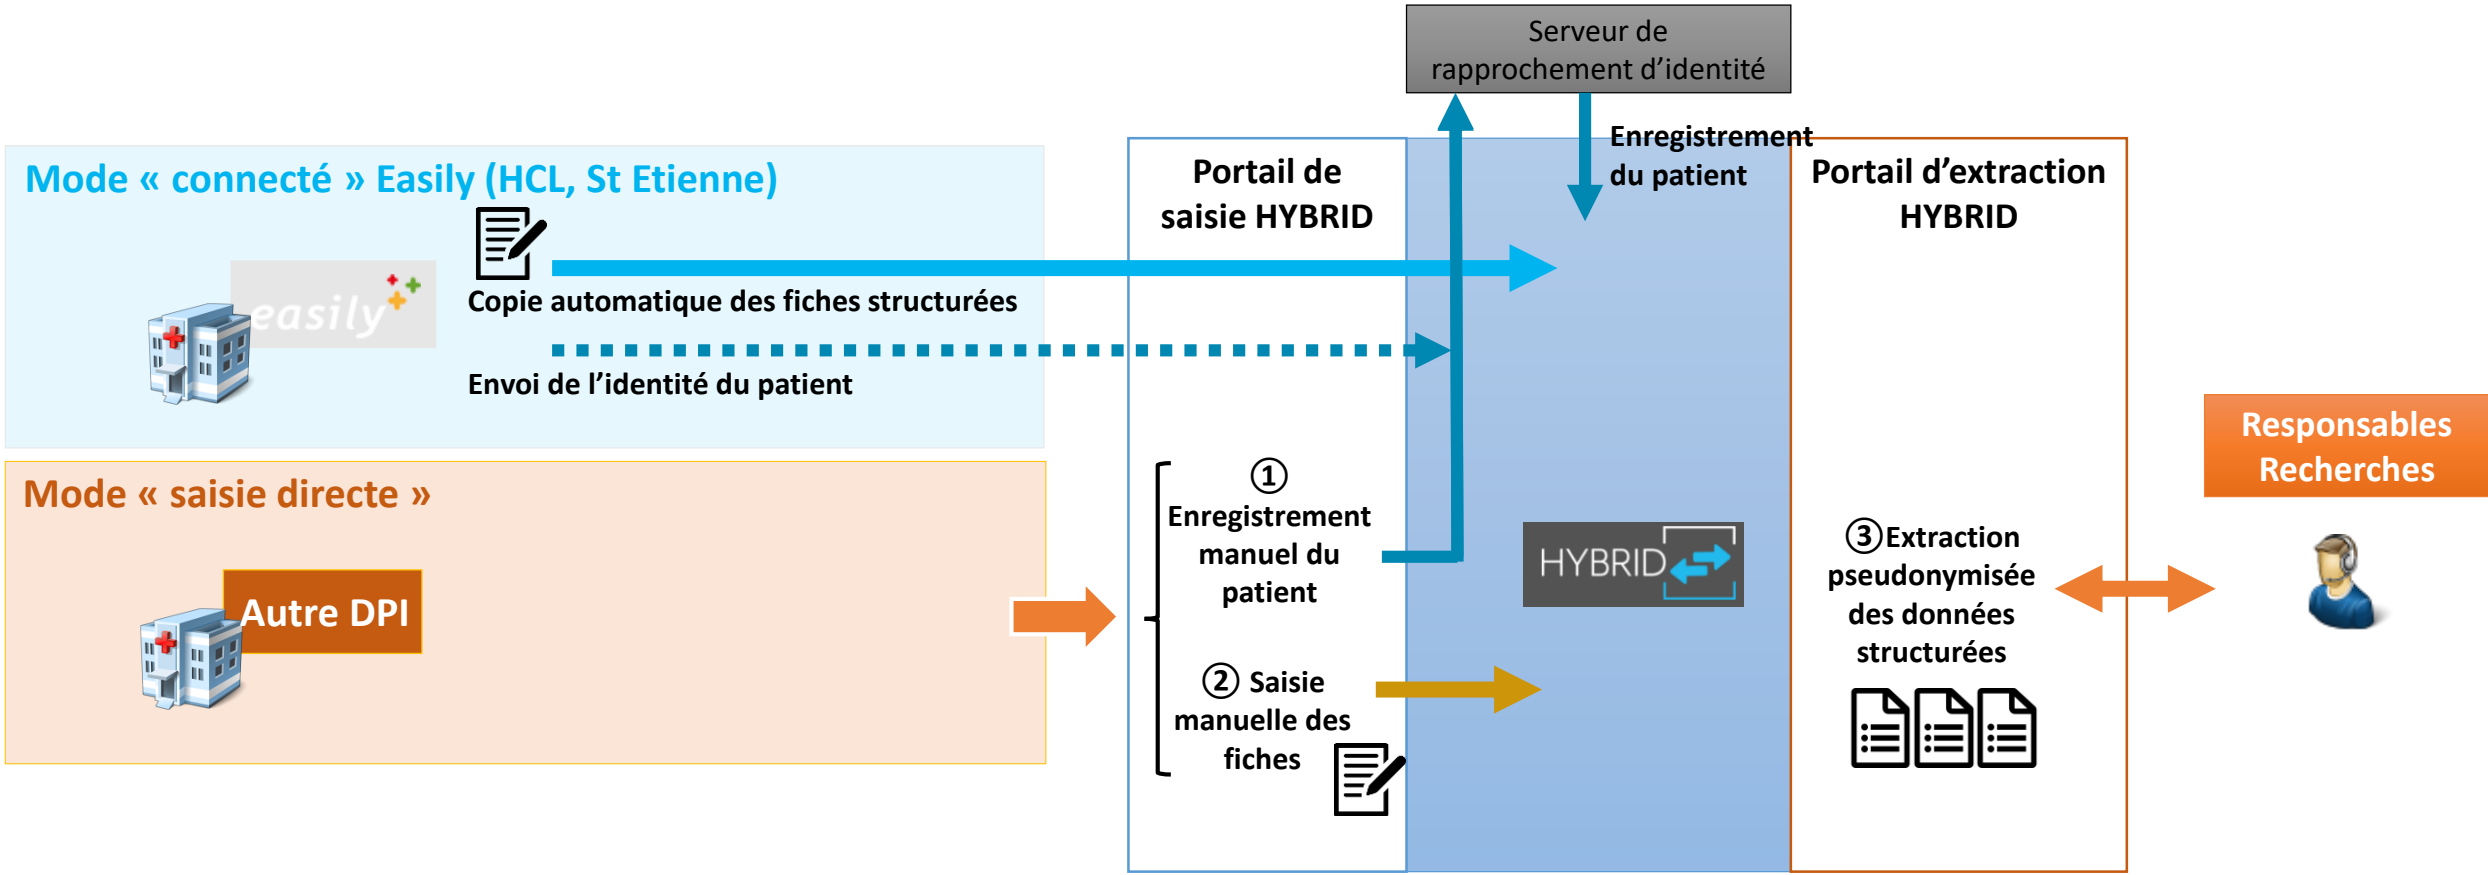 Serveur de
rapprochement d’identité
Enregistrement
du patient
Mode « connecté » Easily (HCL, St Etienne)
easily
Copie automatique des fiches structurées
Envoi de l’identité du patient
Mode « saisie directe »
Autre DPI
Portail de
saisie HYBRID
①
Enregistrement
manuel du
patient
② Saisie
manuelle des
fiches
HYBRID
Portail d’extraction
HYBRID
③Extraction
pseudonymisée
des données
structurées
Responsables
Recherches